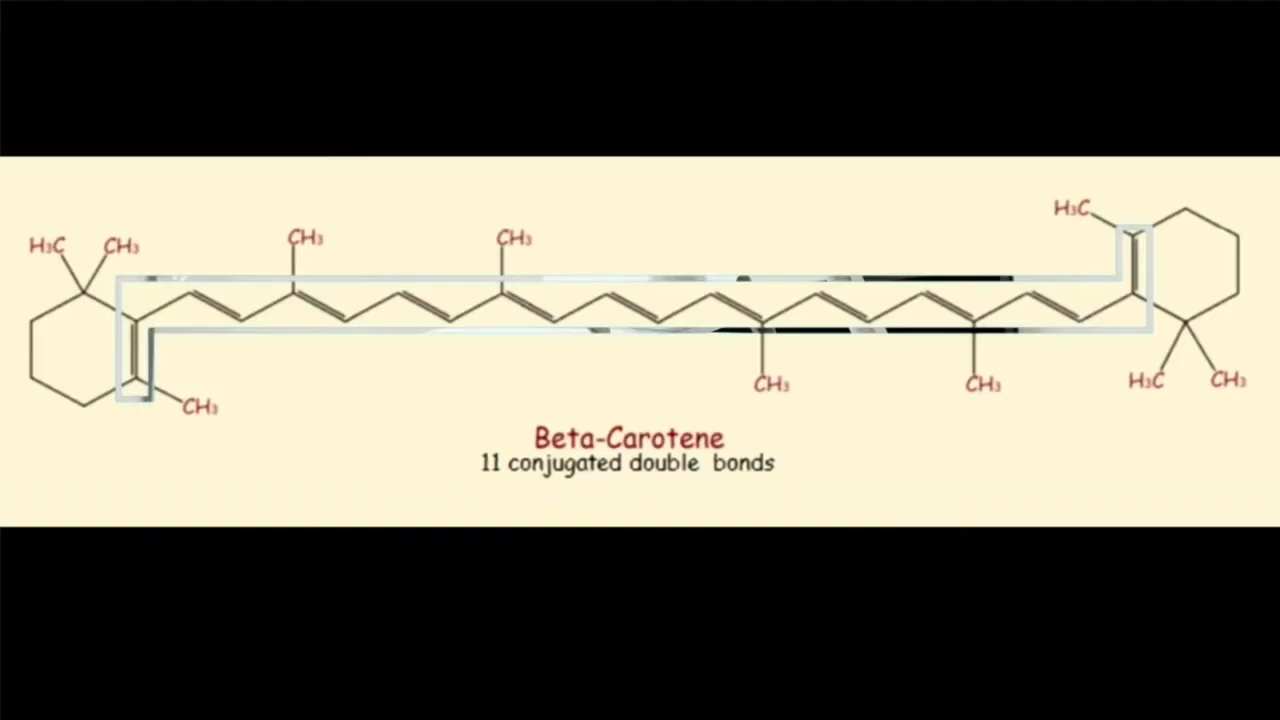 H₃C
H₃C CH₃
CH₃
CH₃
CH₃
CH₃
CH₃
H₃C CH₃
Beta-Carotene
11 conjugated double bonds